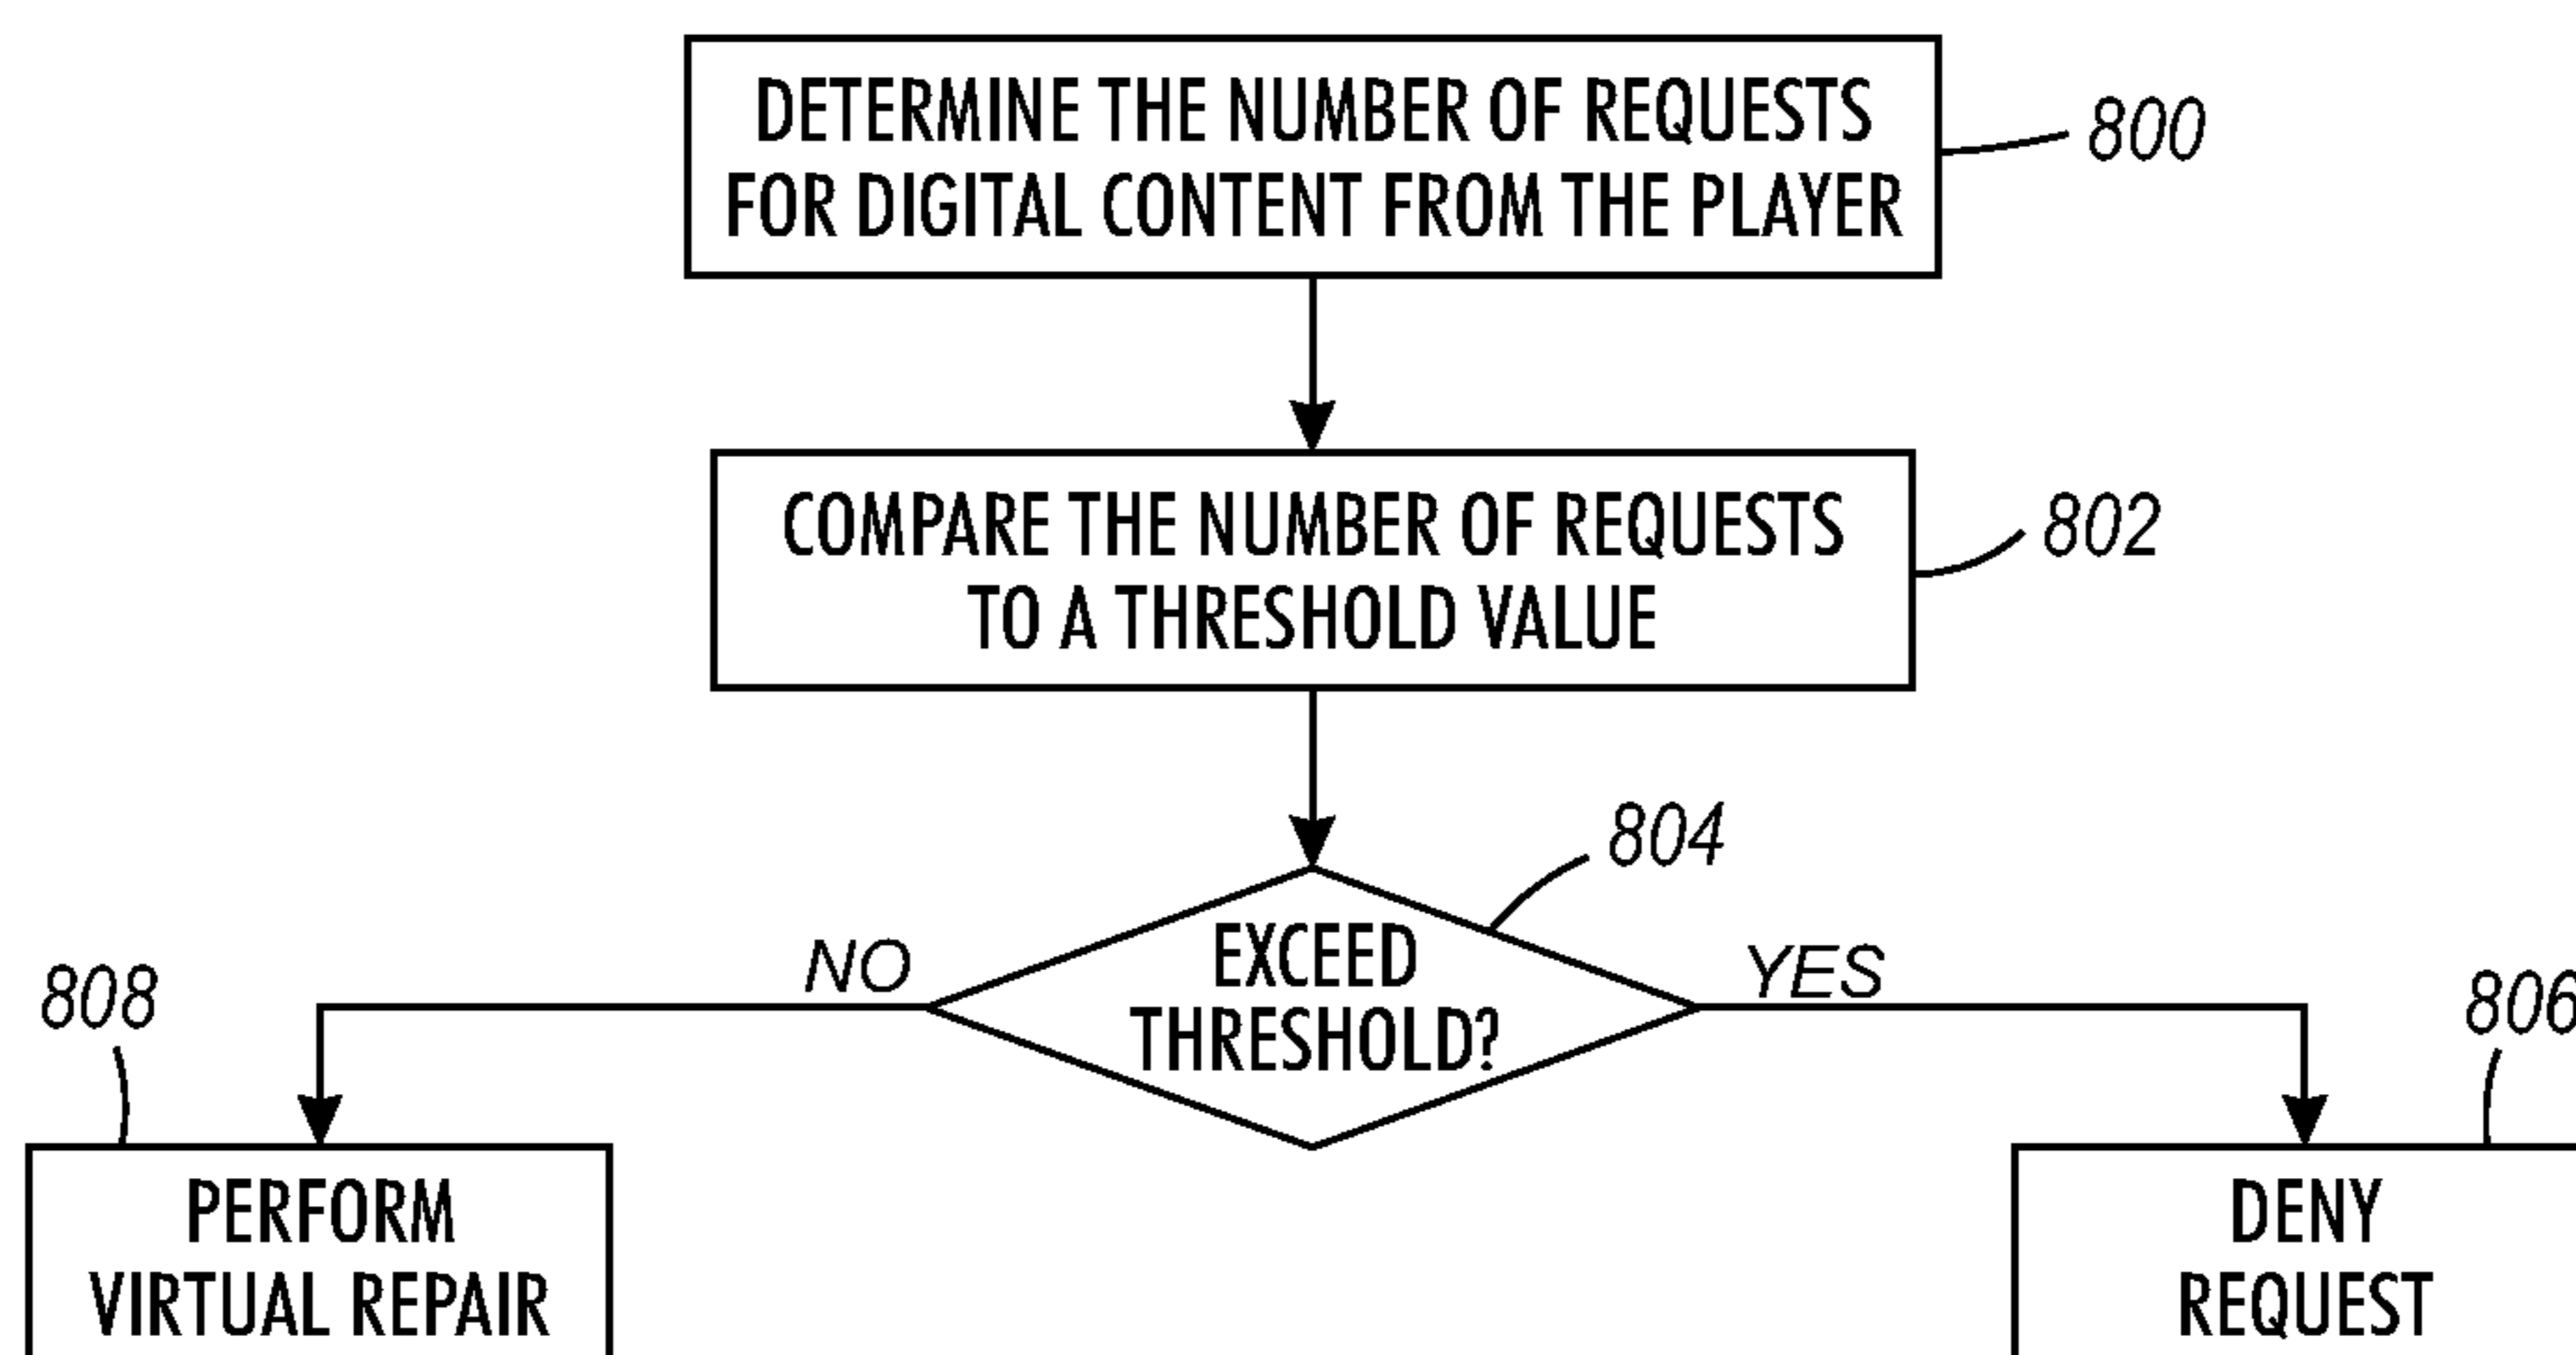 DETERMINE THE NUMBER OF REQUESTS
FOR DIGITAL CONTENT FROM THE PLAYER
800
COMPARE THE NUMBER OF REQUESTS
TO A THRESHOLD VALUE
802
804
EXCEED
THRESHOLD?
NO
YES
808
806
PERFORM
VIRTUAL REPAIR
DENY
REQUEST